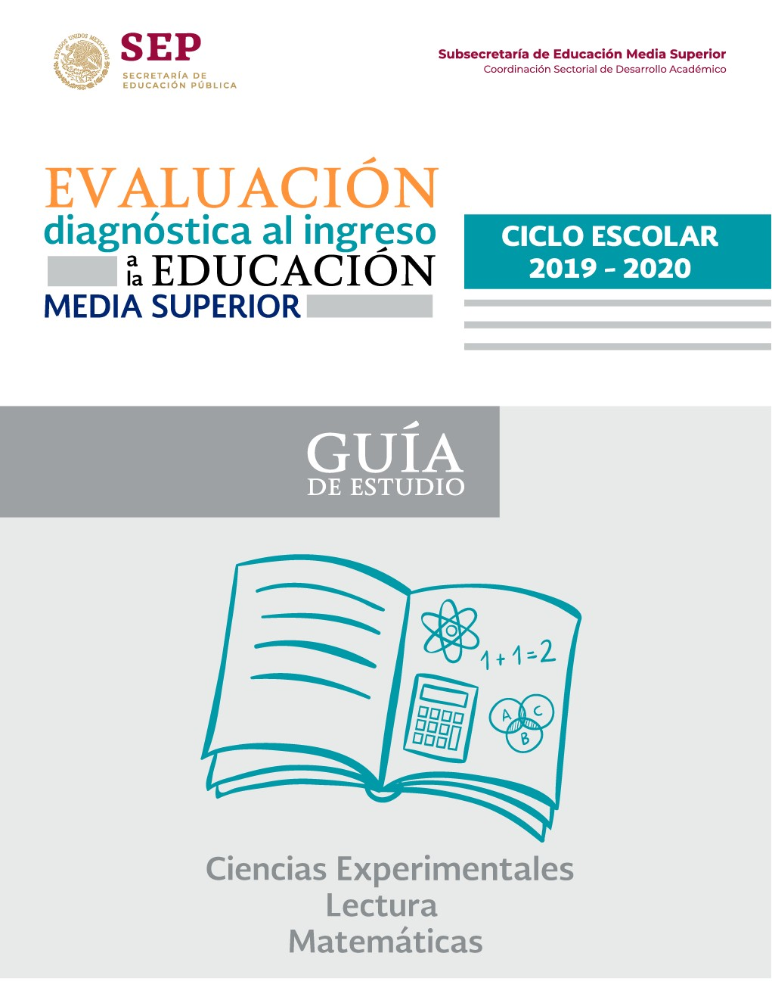 SEP
SECRETARÍA DE
EDUCACIÓN PÚBLICA
ESTADOS UNIDOS MEXICANOS
Subsecretaría de Educación Media Superior
Coordinación Sectorial de Desarrollo Académico
EVALUACIÓN
diagnóstica al ingreso
a
la EDUCACIÓN
MEDIA SUPERIOR
CICLO ESCOLAR
2019 - 2020
GUÍA
DE ESTUDIO
1 + 1 = 2
A C
B
Ciencias Experimentales
Lectura
Matemáticas